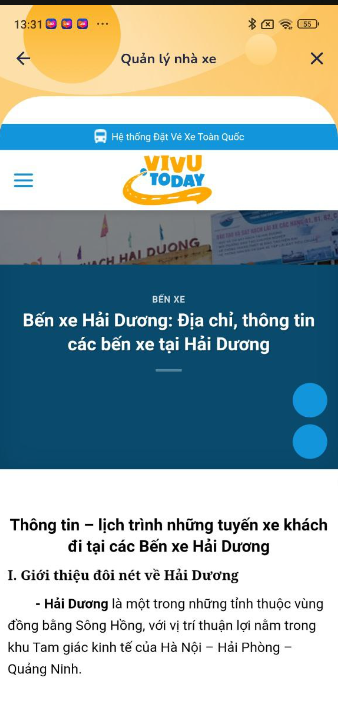 13:31
55
Quản lý nhà xe
Hệ thống Đặt Vé Xe Toàn Quốc
VIVU
TODAY
ÁCH HẢI DƯƠNG
BẾN XE
Bến xe Hải Dương: Địa chỉ, thông tin
các bến xe tại Hải Dương
Thông tin – lịch trình những tuyến xe khách
đi tại các Bến xe Hải Dương
I. Giới thiệu đôi nét về Hải Dương
- Hải Dương là một trong những tỉnh thuộc vùng
đồng bằng Sông Hồng, với vị trí thuận lợi nằm trong
khu Tam giác kinh tế của Hà Nội – Hải Phòng –
Quảng Ninh.